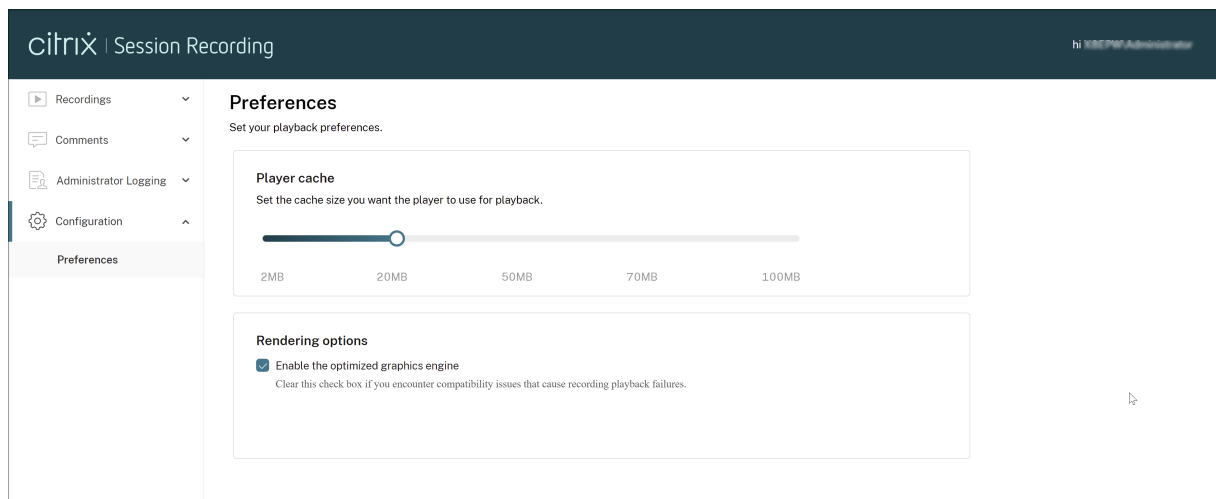 citrix | Session Recording
hi
Recordings
Comments
Administrator Logging
Configuration
Preferences
Preferences
Set your playback preferences.
Player cache
Set the cache size you want the player to use for playback.
2MB 20MB 50MB 70MB 100MB
Rendering options
Enable the optimized graphics engine
Clear this check box if you encounter compatibility issues that cause recording playback failures.